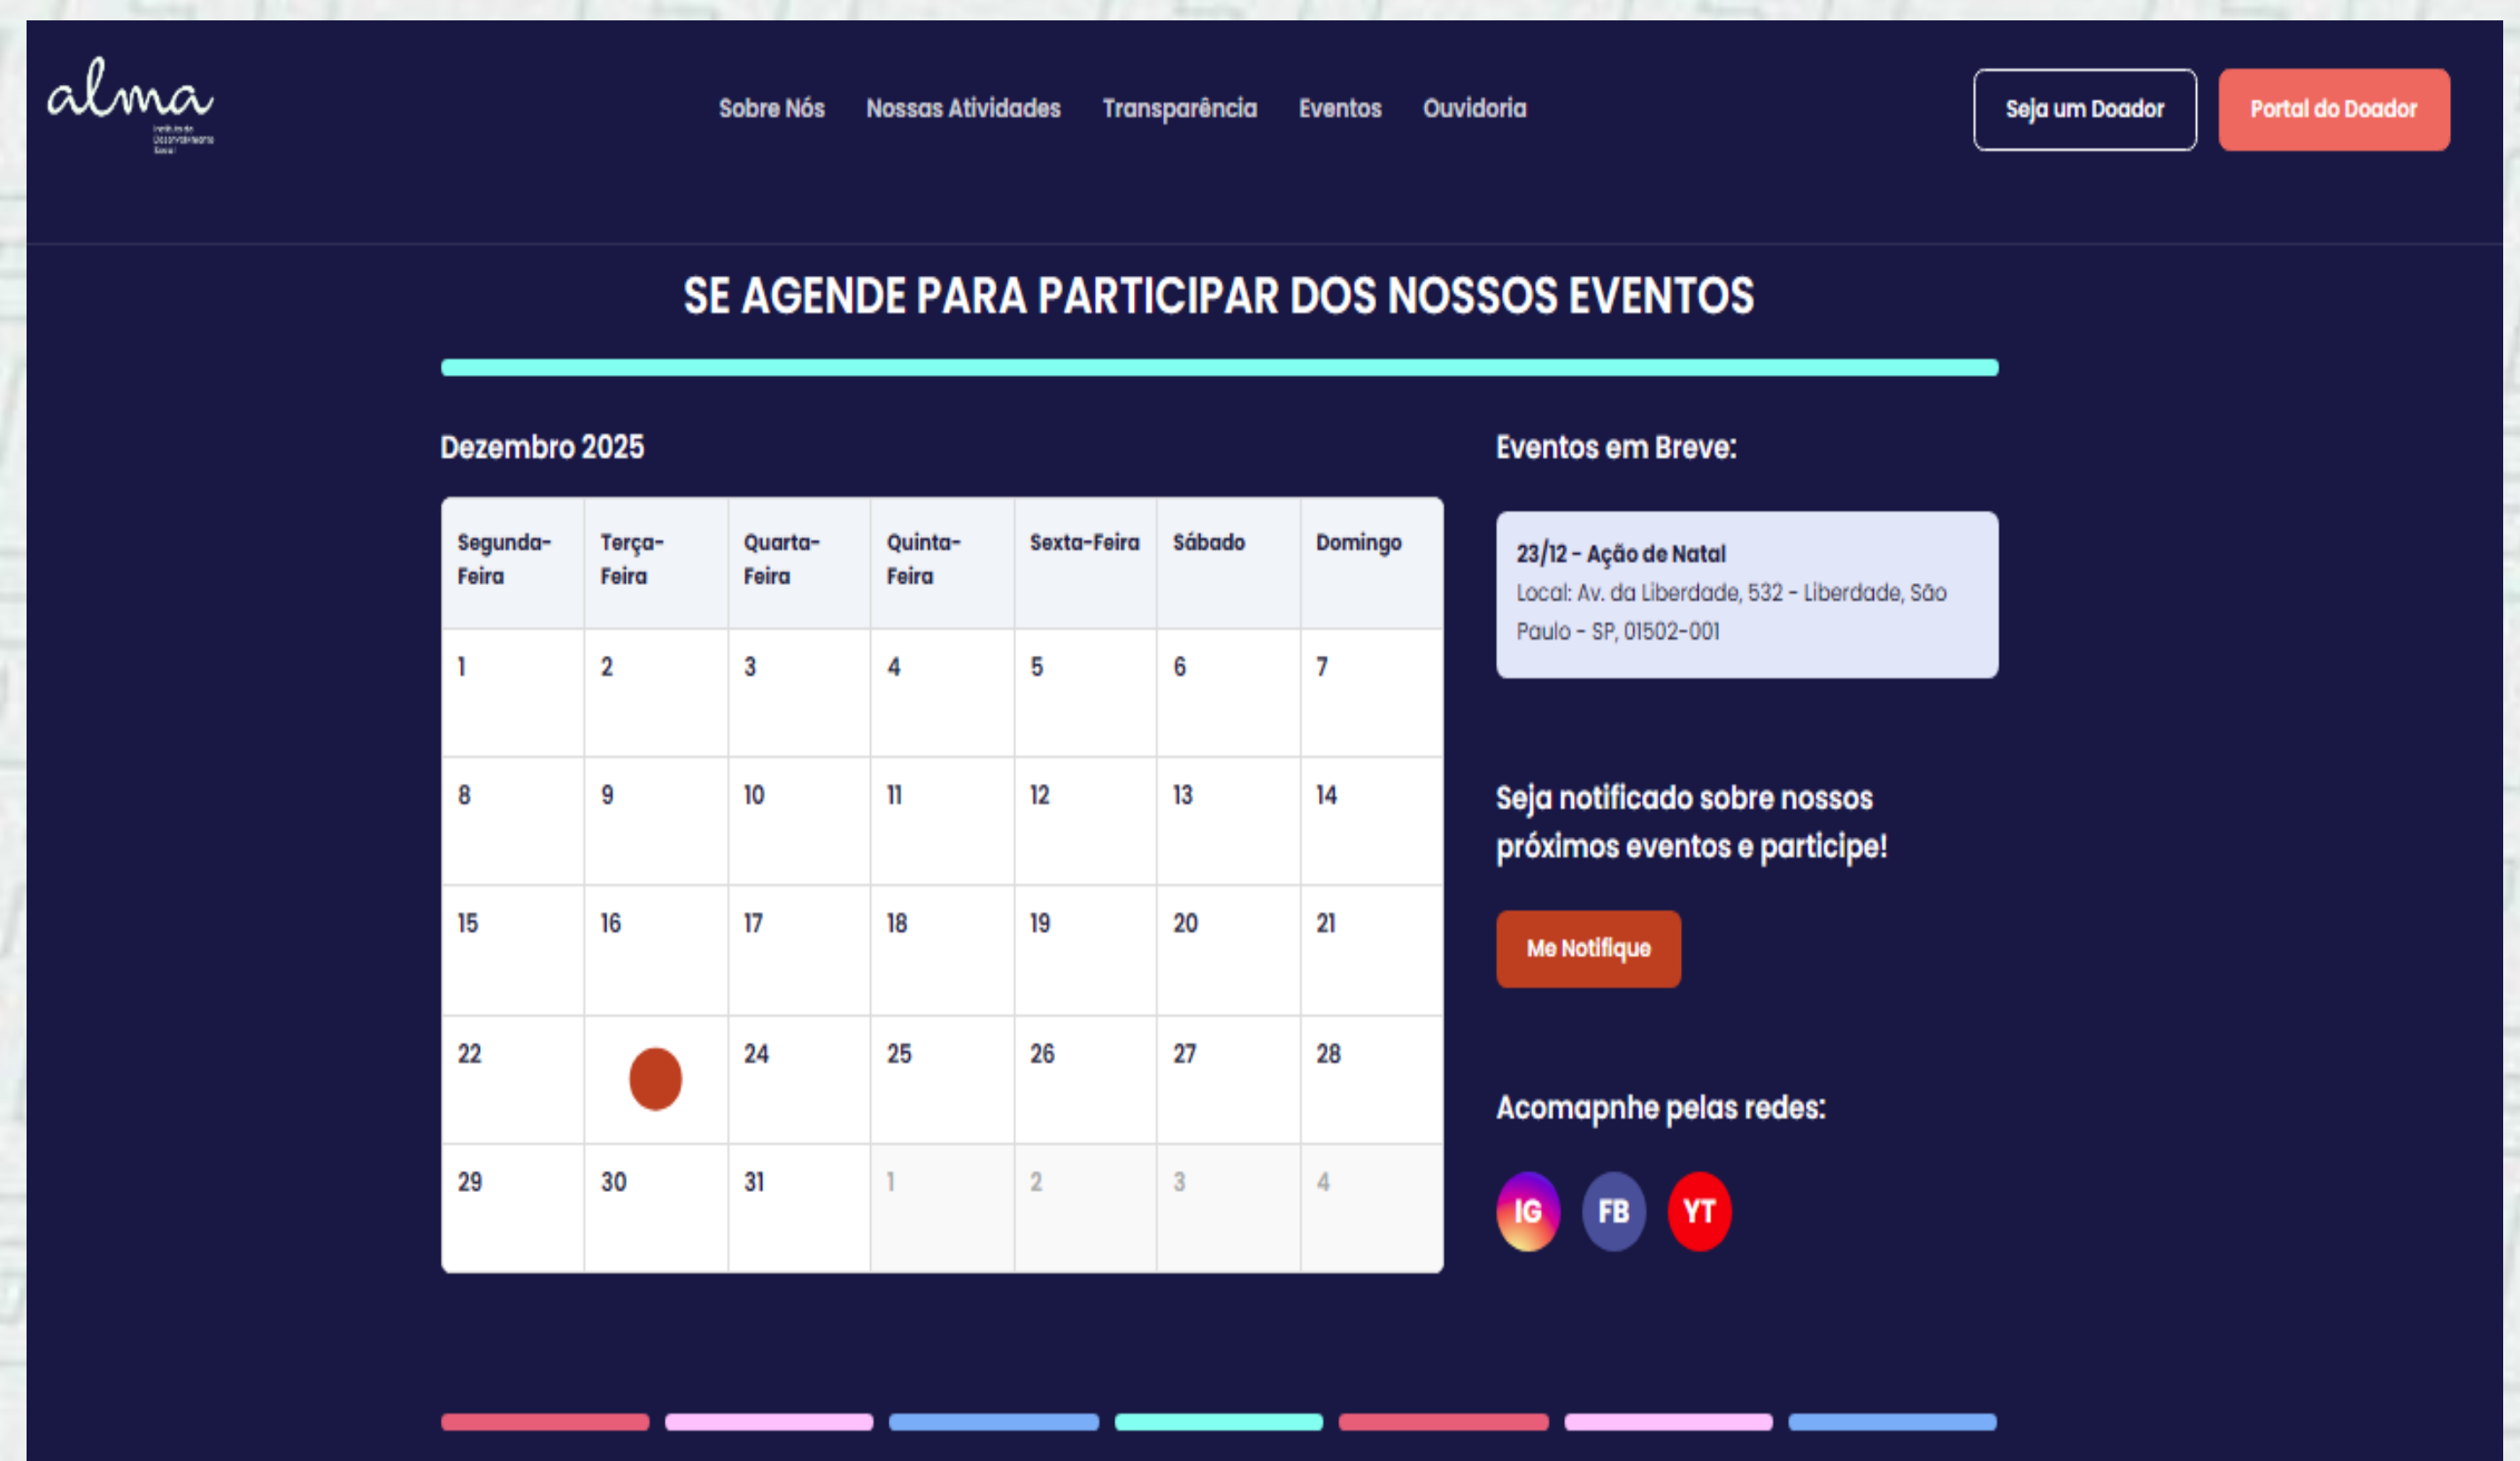 alma
Instituto de
Desenvolvimento
Social
Sobre Nós Nossas Atividades Transparência Eventos Ouvidoria
Seja um Doador Portal do Doador
SE AGENDE PARA PARTICIPAR DOS NOSSOS EVENTOS
Dezembro 2025
Segunda-Feira Terça-Feira Quarta-Feira Quinta-Feira Sexta-Feira Sábado Domingo
1 2 3 4 5 6 7
8 9 10 11 12 13 14
15 16 17 18 19 20 21
22 24 25 26 27 28
29 30 31 1 2 3 4
Eventos em Breve:
23/12 - Ação de Natal
Local: Av. da Liberdade, 532 - Liberdade, São
Paulo - SP, 01502-001
Seja notificado sobre nossos
próximos eventos e participe!
Me Notifique
Acomapnhe pelas redes:
IG FB YT